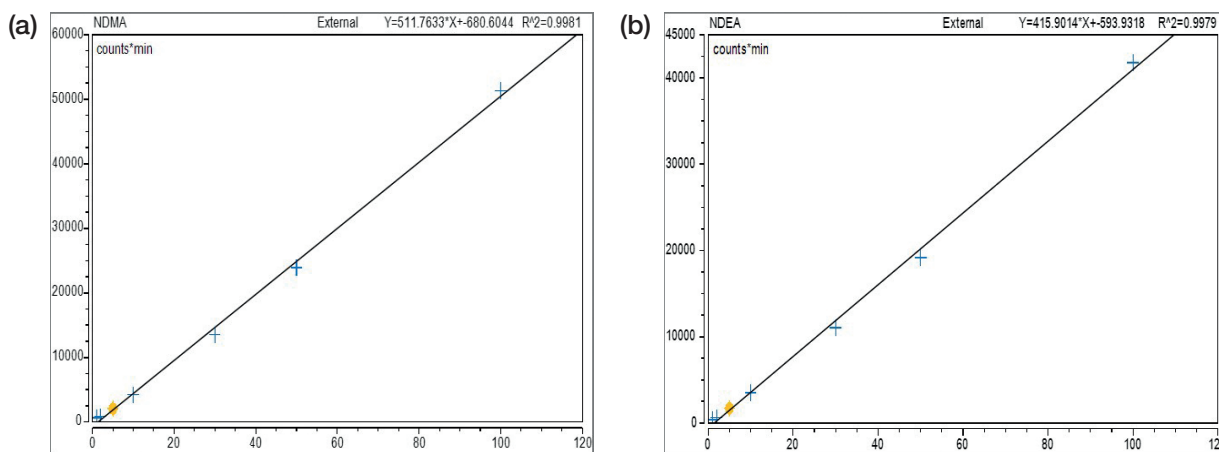 (a)
NDMA External Y=511.7633*X+-680.6044 R^2=0.9981
60000
counts*min
50000
40000
30000
20000
10000
0
0 20 40 60 80 100 120
(b)
NDEA External Y=415.9014*X+-593.9318 R^2=0.9979
45000
counts*min
40000
30000
20000
10000
0
0 20 40 60 80 100 120